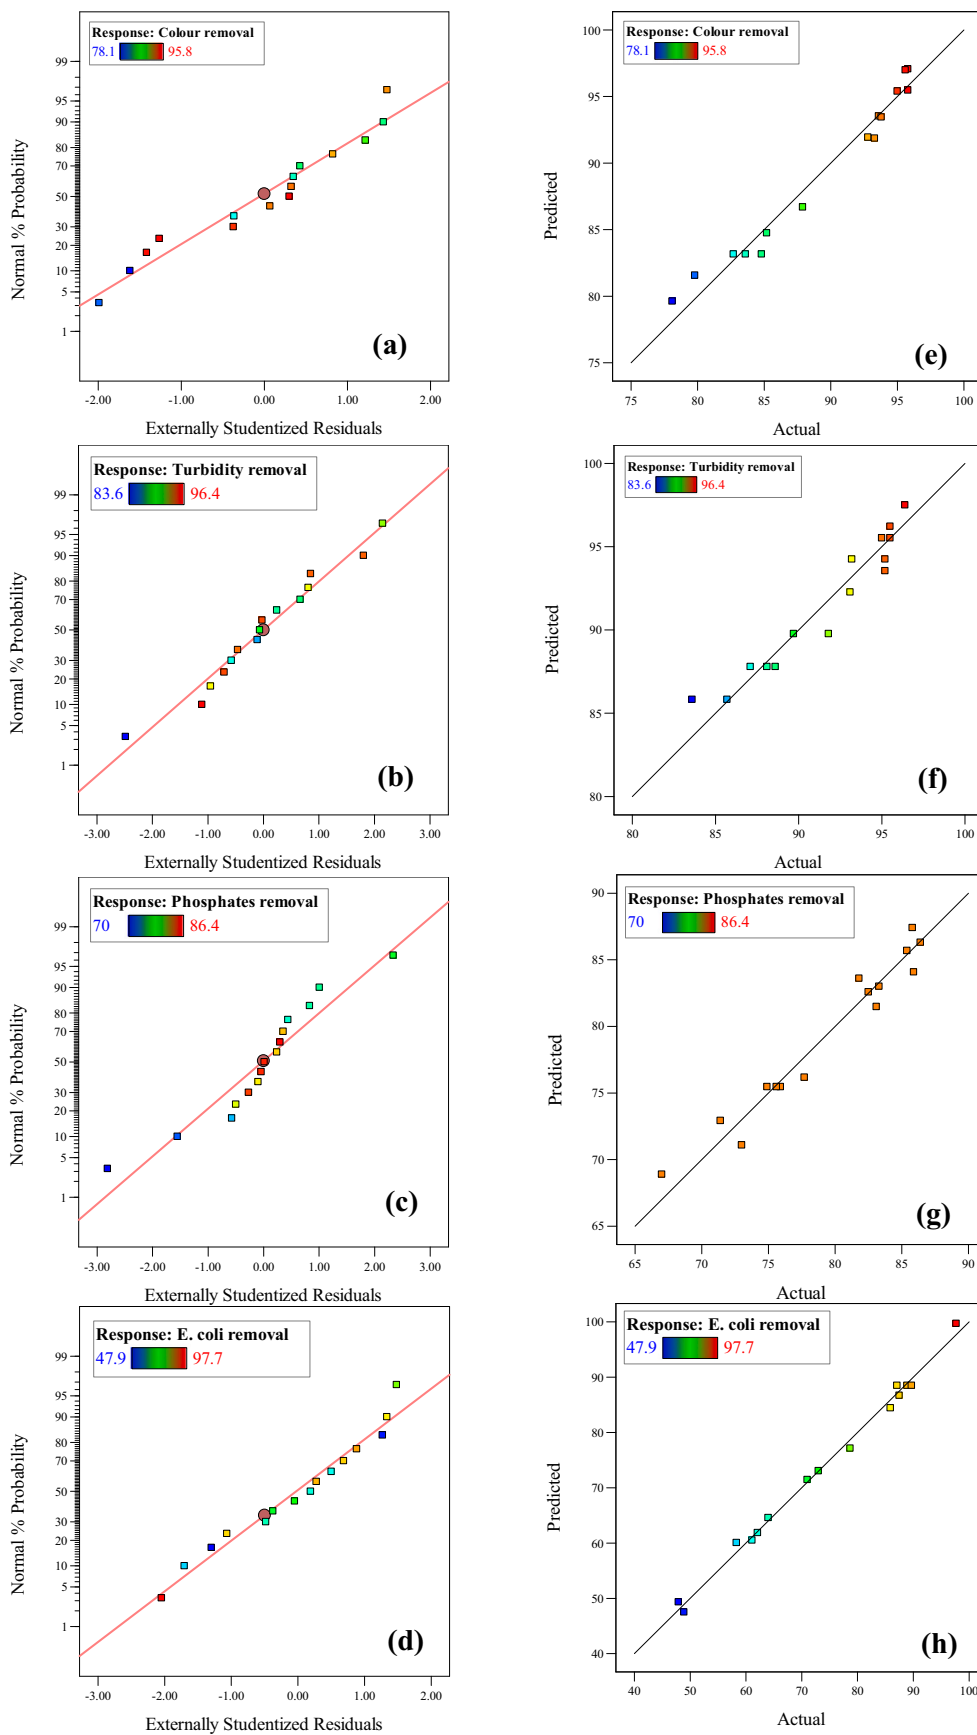 Response: Colour removal
78.1 95.8
99
95
90
80
70
50
30
20
10
5
1
Normal % Probability
(a)
-2.00 -1.00 0.00 1.00 2.00
Externally Studentized Residuals
Response: Colour removal
78.1 95.8
100
95
90
85
80
75
Predicted
(e)
75 80 85 90 95 100
Actual
Response: Turbidity removal
83.6 96.4
99
95
90
80
70
50
30
20
10
5
1
Normal % Probability
(b)
-3.00 -2.00 -1.00 0.00 1.00 2.00 3.00
Externally Studentized Residuals
Response: Turbidity removal
83.6 96.4
100
95
90
85
80
Predicted
(f)
80 85 90 95 100
Actual
Response: Phosphates removal
70 86.4
99
95
90
80
70
50
30
20
10
5
1
Normal % Probability
(c)
-3.00 -2.00 -1.00 0.00 1.00 2.00 3.00
Externally Studentized Residuals
Response: Phosphates removal
70 86.4
90
85
80
75
70
65
Predicted
(g)
65 70 75 80 85 90
Actual
Response: E. coli removal
47.9 97.7
99
95
90
80
70
50
30
20
10
5
1
Normal % Probability
(d)
-3.00 -2.00 -1.00 0.00 1.00 2.00
Externally Studentized Residuals
Response: E. coli removal
47.9 97.7
100
90
80
70
60
50
40
Predicted
(h)
40 50 60 70 80 90 100
Actual